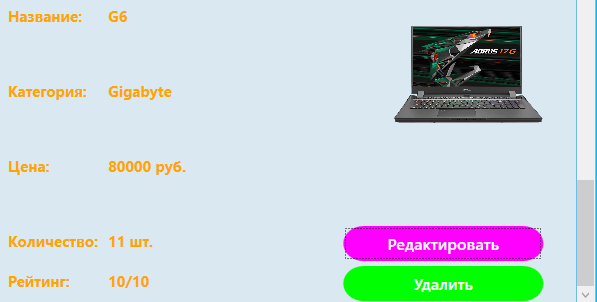 Название: G6
AORUS 17G
Категория: Gigabyte
Цена: 80000 руб.
Количество: 11 шт.
Редактировать
Рейтинг: 10/10
Удалить